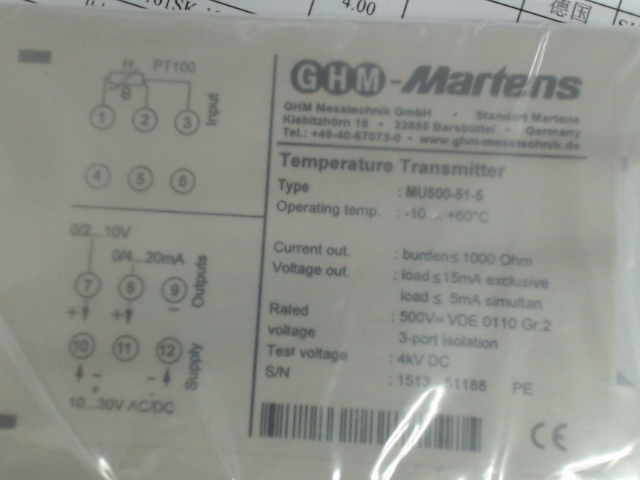 4.00
德国
PT100
1 2 3
Input
4 5 6
0/2...10V
0/4...20mA
7 8 9
Outputs
+ + −
10 11 12
Supply
10...30V AC/DC
GHM-Martens
GHM Messtechnik GmbH • Standort Martens
Kiebitzhörn 18 • 22885 Barsbüttel • Germany
Tel.: +49-40-67073-0 • www.ghm-messtechnik.de
Temperature Transmitter
Type : MU500-51-5
Operating temp. : -10 ... +60°C
Current out. : burden ≤ 1000 Ohm
Voltage out. : load ≤ 15mA exclusive
load ≤ 5mA simultan
Rated : 500V= VDE 0110 Gr.2
voltage 3-port isolation
Test voltage : 4kV DC
S/N : 1513 51188 PE
CE